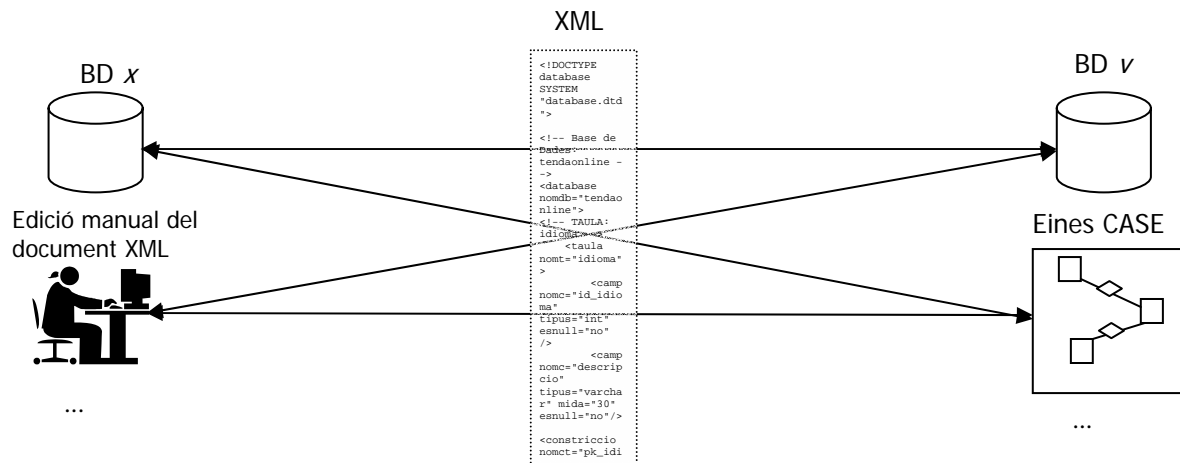 XML
BD x
BD v
<!DOCTYPE
database
SYSTEM
"database.dtd
">
<!-- Base de
Dades:
tendaonline -
->
<database
nomdb="tendao
nline">
<!-- TAULA:
idioma-->
<taula
nomt="idioma"
>
<camp
nomc="id_idio
ma"
tipus="int"
esnull="no"
/>
<camp
nomc="descrip
cio"
tipus="varcha
r" mida="30"
esnull="no"/>
<constriccio
nomct="pk_idi
Edició manual del
document XML
...
Eines CASE
...